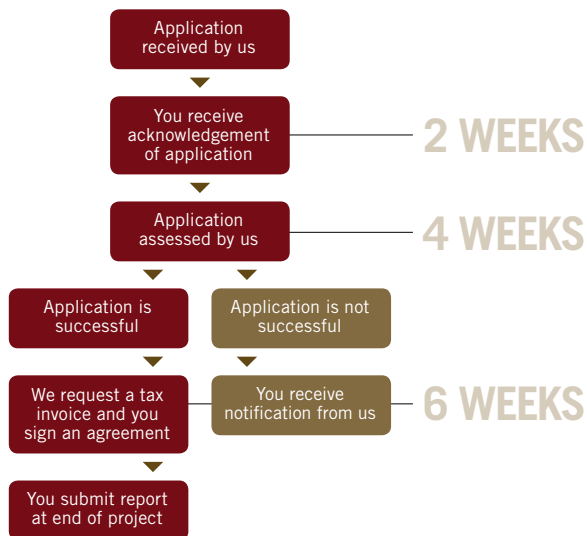 Application
received by us
You receive
acknowledgement
of application
2 WEEKS
Application
assessed by us
4 WEEKS
Application is
successful
Application is not
successful
We request a tax
invoice and you
sign an agreement
You receive
notification from us
6 WEEKS
You submit report
at end of project